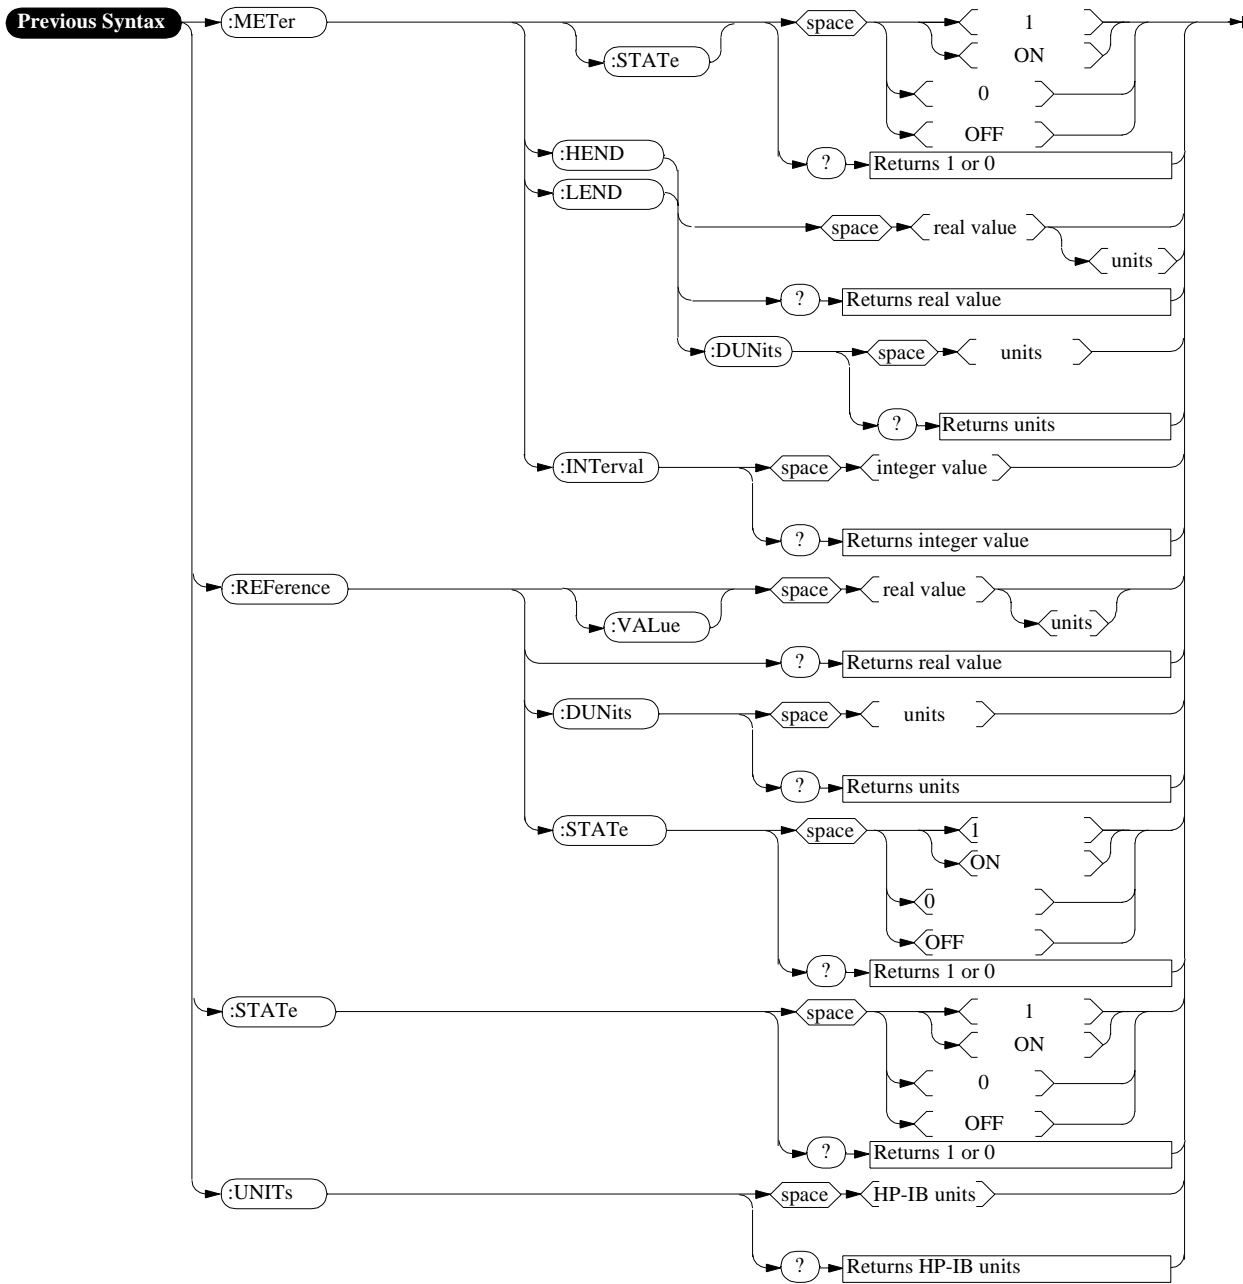 Previous Syntax :METer space 1
:STATe ON
0
OFF
:HEND ? Returns 1 or 0
:LEND
space real value
units
? Returns real value
:DUNits space units
? Returns units
:INTerval space integer value
? Returns integer value
:REFerence space real value
:VALue units
? Returns real value
:DUNits space units
? Returns units
:STATe space 1
ON
0
OFF
? Returns 1 or 0
:STATe space 1
ON
0
OFF
? Returns 1 or 0
:UNITs space HP-IB units
? Returns HP-IB units